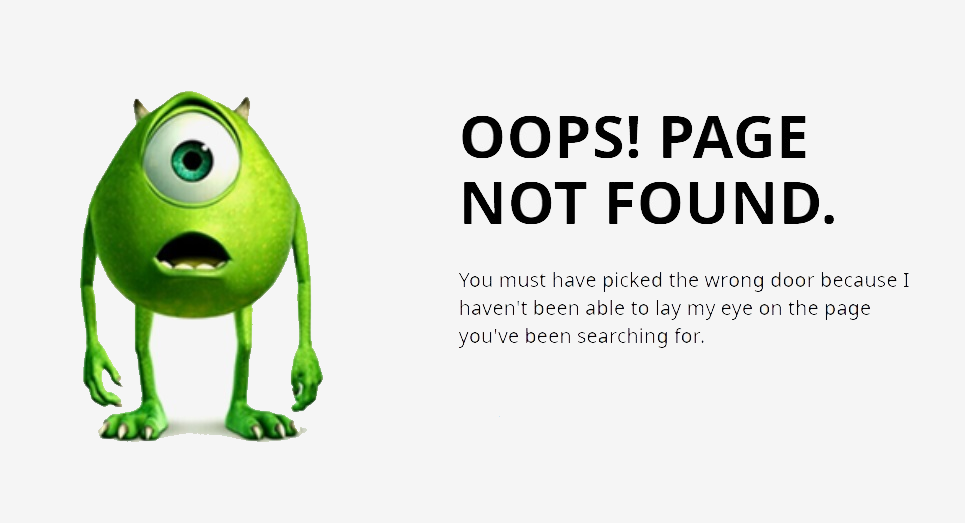 OOPS! PAGE
NOT FOUND.
You must have picked the wrong door because I
haven't been able to lay my eye on the page
you've been searching for.